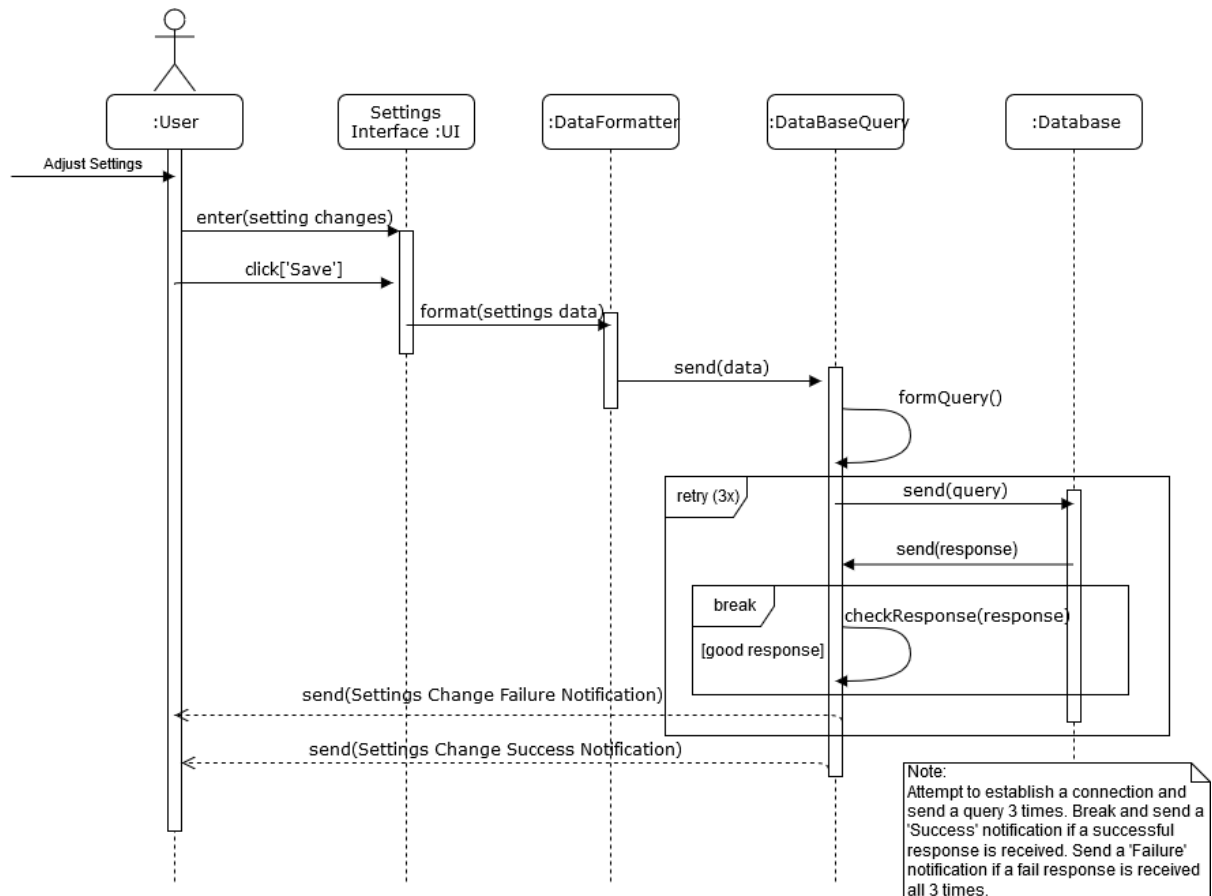 :User
Settings
Interface :UI
:DataFormatter
:DataBaseQuery
:Database
Adjust Settings
enter(setting changes)
click['Save']
format(settings data)
send(data)
formQuery()
retry (3x)
send(query)
send(response)
break
checkResponse(response)
[good response]
send(Settings Change Failure Notification)
send(Settings Change Success Notification)
Note:
Attempt to establish a connection and
send a query 3 times. Break and send a
'Success' notification if a successful
response is received. Send a 'Failure'
notification if a fail response is received
all 3 times.